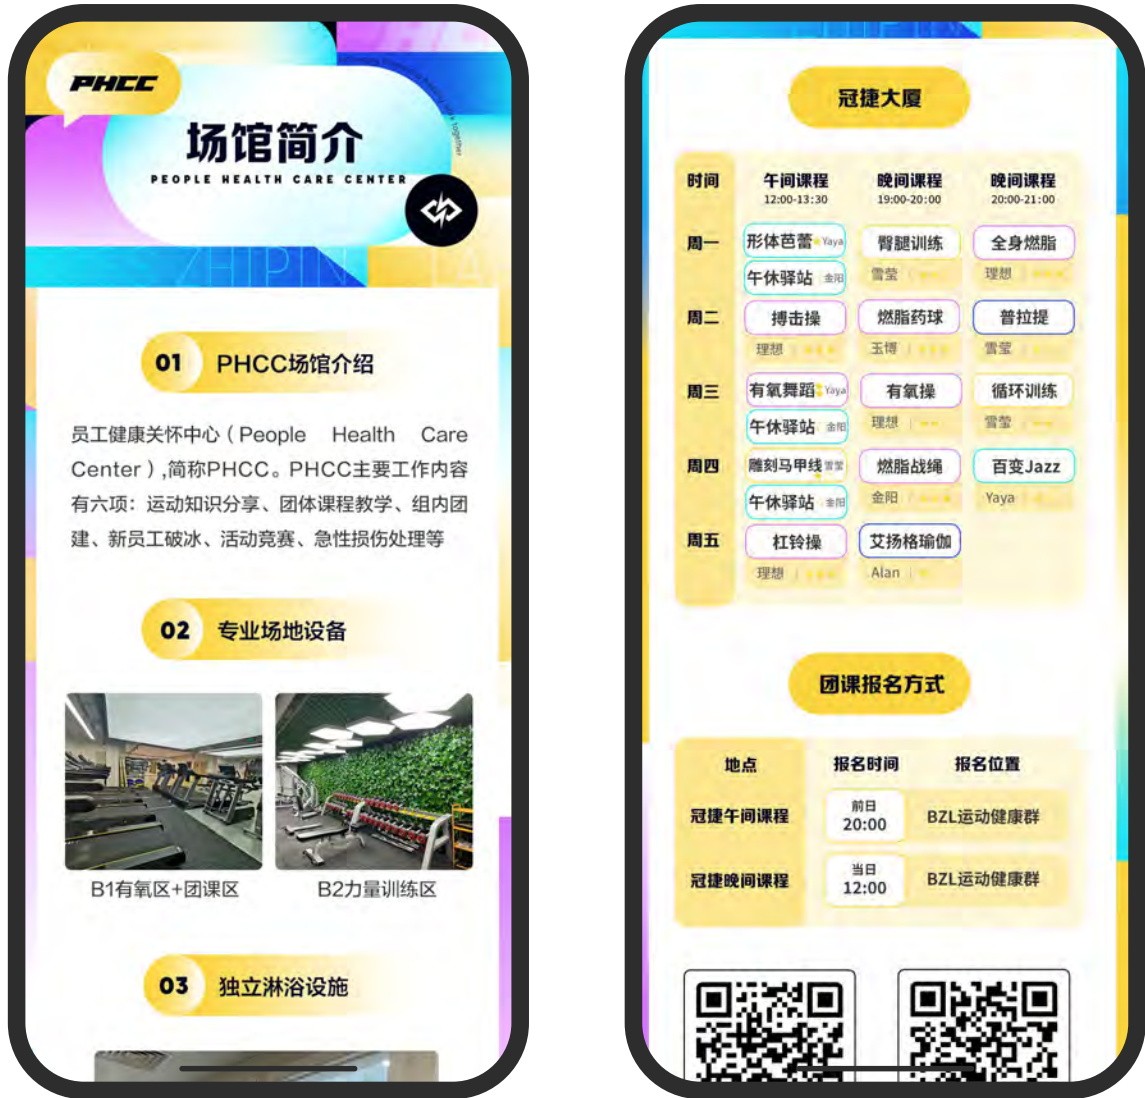 PHCC
场馆简介
PEOPLE HEALTH CARE CENTER
ZHIPIN LA
01 PHCC场馆介绍
员工健康关怀中心（People Health Care
Center）,简称PHCC。PHCC主要工作内容
有六项：运动知识分享、团体课程教学、组内团
建、新员工破冰、活动竞赛、急性损伤处理等
02 专业场地设备
B1有氧区+团课区 B2力量训练区
03 独立淋浴设施
冠捷大厦
时间 午间课程 晚间课程 晚间课程
12:00-13:30 19:00-20:00 20:00-21:00
周一 形体芭蕾 Yaya 臀腿训练 全身燃脂
午休驿站 金阳 雪莹 理想
周二 搏击操 燃脂药球 普拉提
理想 玉博 雪莹
周三 有氧舞蹈 Yaya 有氧操 循环训练
午休驿站 金阳 理想 雪莹
周四 雕刻马甲线 雪莹 燃脂战绳 百变Jazz
午休驿站 金阳 金阳 Yaya
周五 杠铃操 艾扬格瑜伽
理想 Alan
团课报名方式
地点 报名时间 报名位置
冠捷午间课程 前日 20:00 BZL运动健康群
冠捷晚间课程 当日 12:00 BZL运动健康群